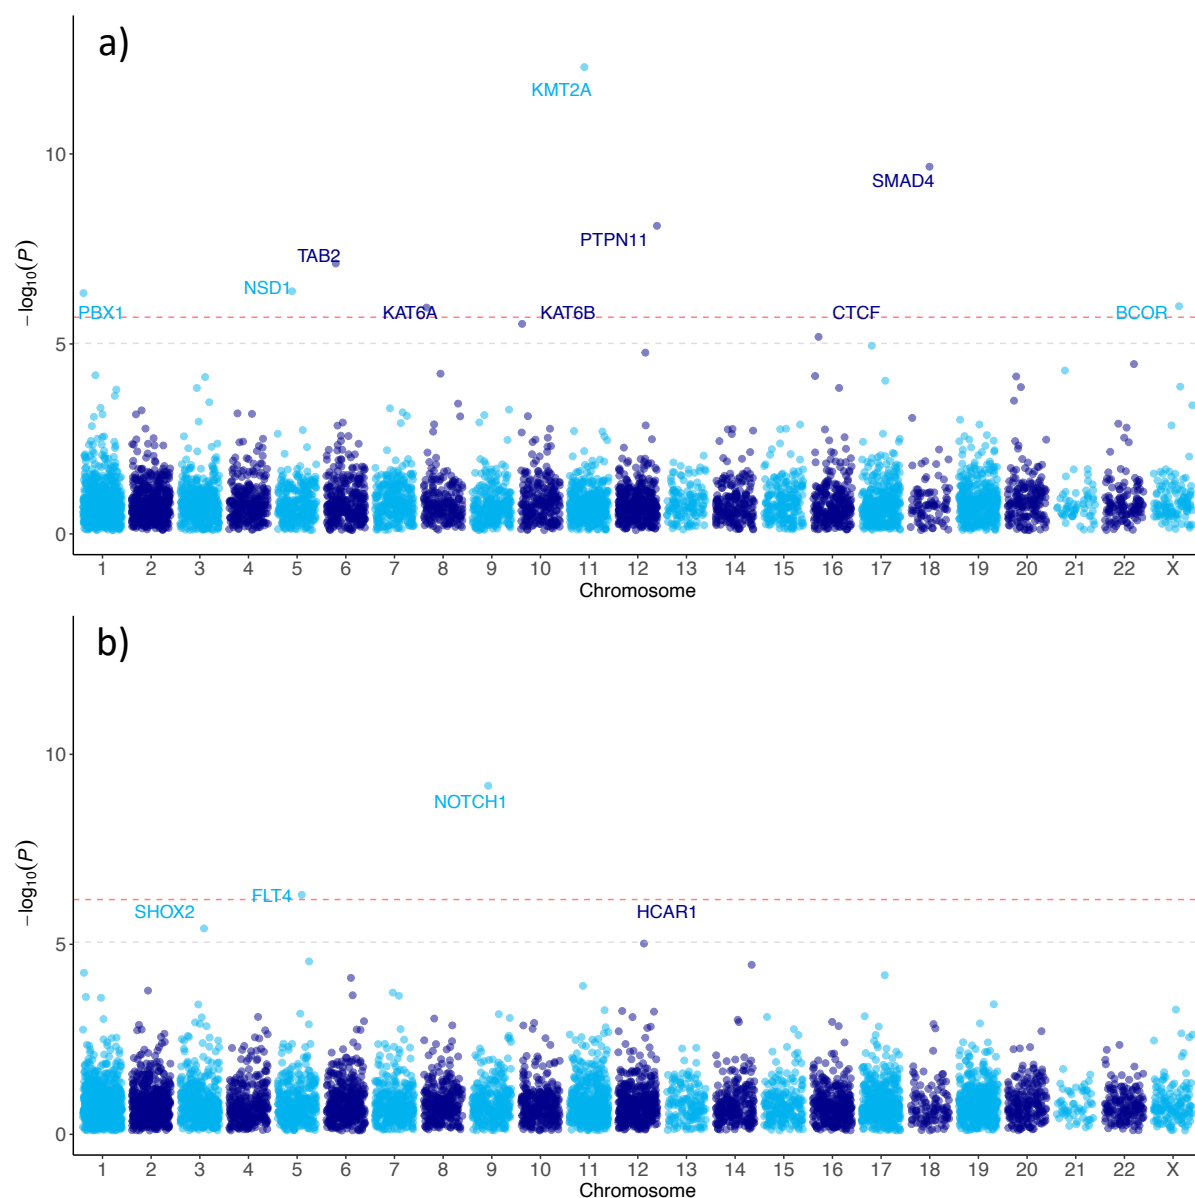 a)
KMT2A
10
SMAD4
PTPN11
TAB2
NSD1
PBX1
KAT6A
KAT6B
CTCF
BCOR
5
0
−log10(P)
1 2 3 4 5 6 7 8 9 10 11 12 13 14 15 16 17 18 19 20 21 22 X
Chromosome
b)
10
NOTCH1
FLT4
SHOX2
HCAR1
5
0
−log10(P)
1 2 3 4 5 6 7 8 9 10 11 12 13 14 15 16 17 18 19 20 21 22 X
Chromosome